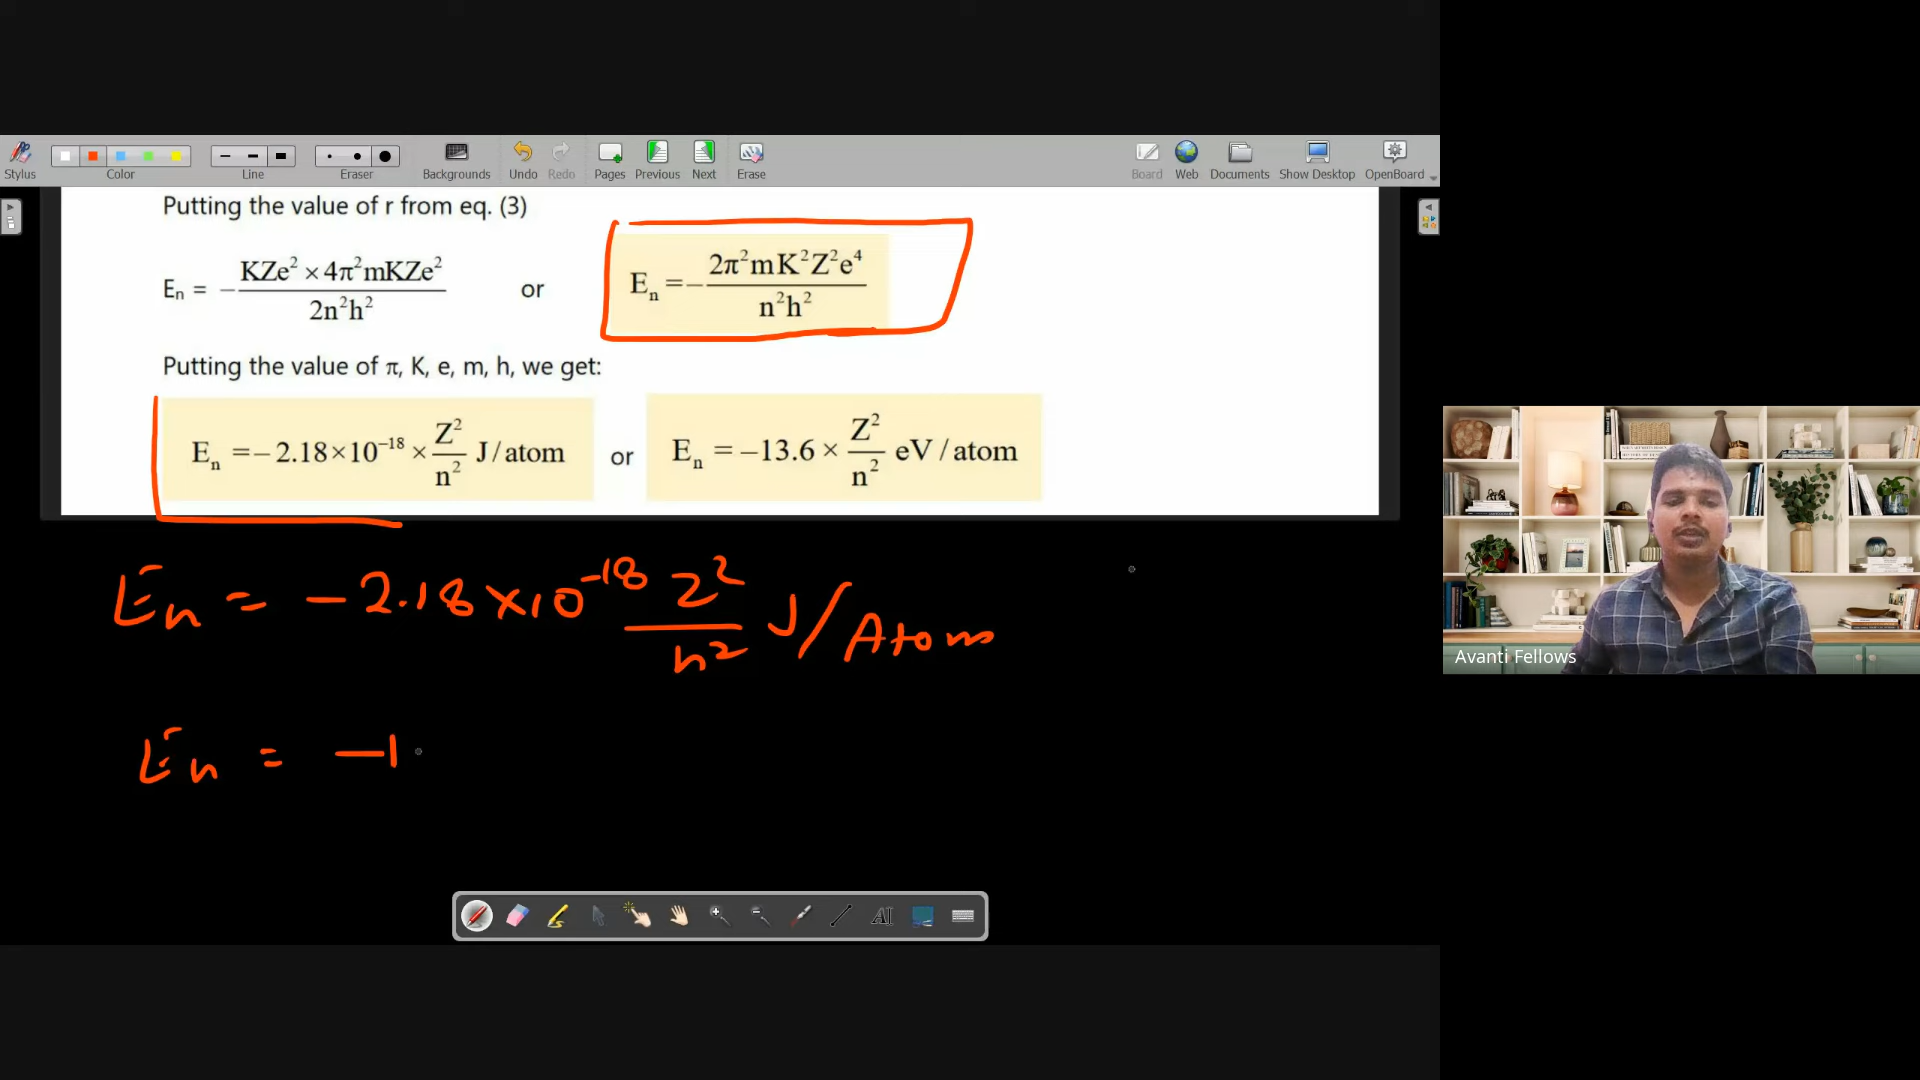 Stylus Color Line Eraser Backgrounds Undo Redo Pages Previous Next Erase Board Web Documents Show Desktop OpenBoard
Putting the value of r from eq. (3)
Eₙ = −(KZe² × 4π²mKZe²)/(2n²h²) or Eₙ = −(2π²mK²Z²e⁴)/(n²h²)
Putting the value of π, K, e, m, h, we get:
Eₙ = −2.18×10⁻¹⁸ × Z²/n² J/atom or Eₙ = −13.6 × Z²/n² eV/atom
Eₙ = −2.18×10⁻¹⁸ Z²/n² J/Atom
Eₙ = −1
Avanti Fellows